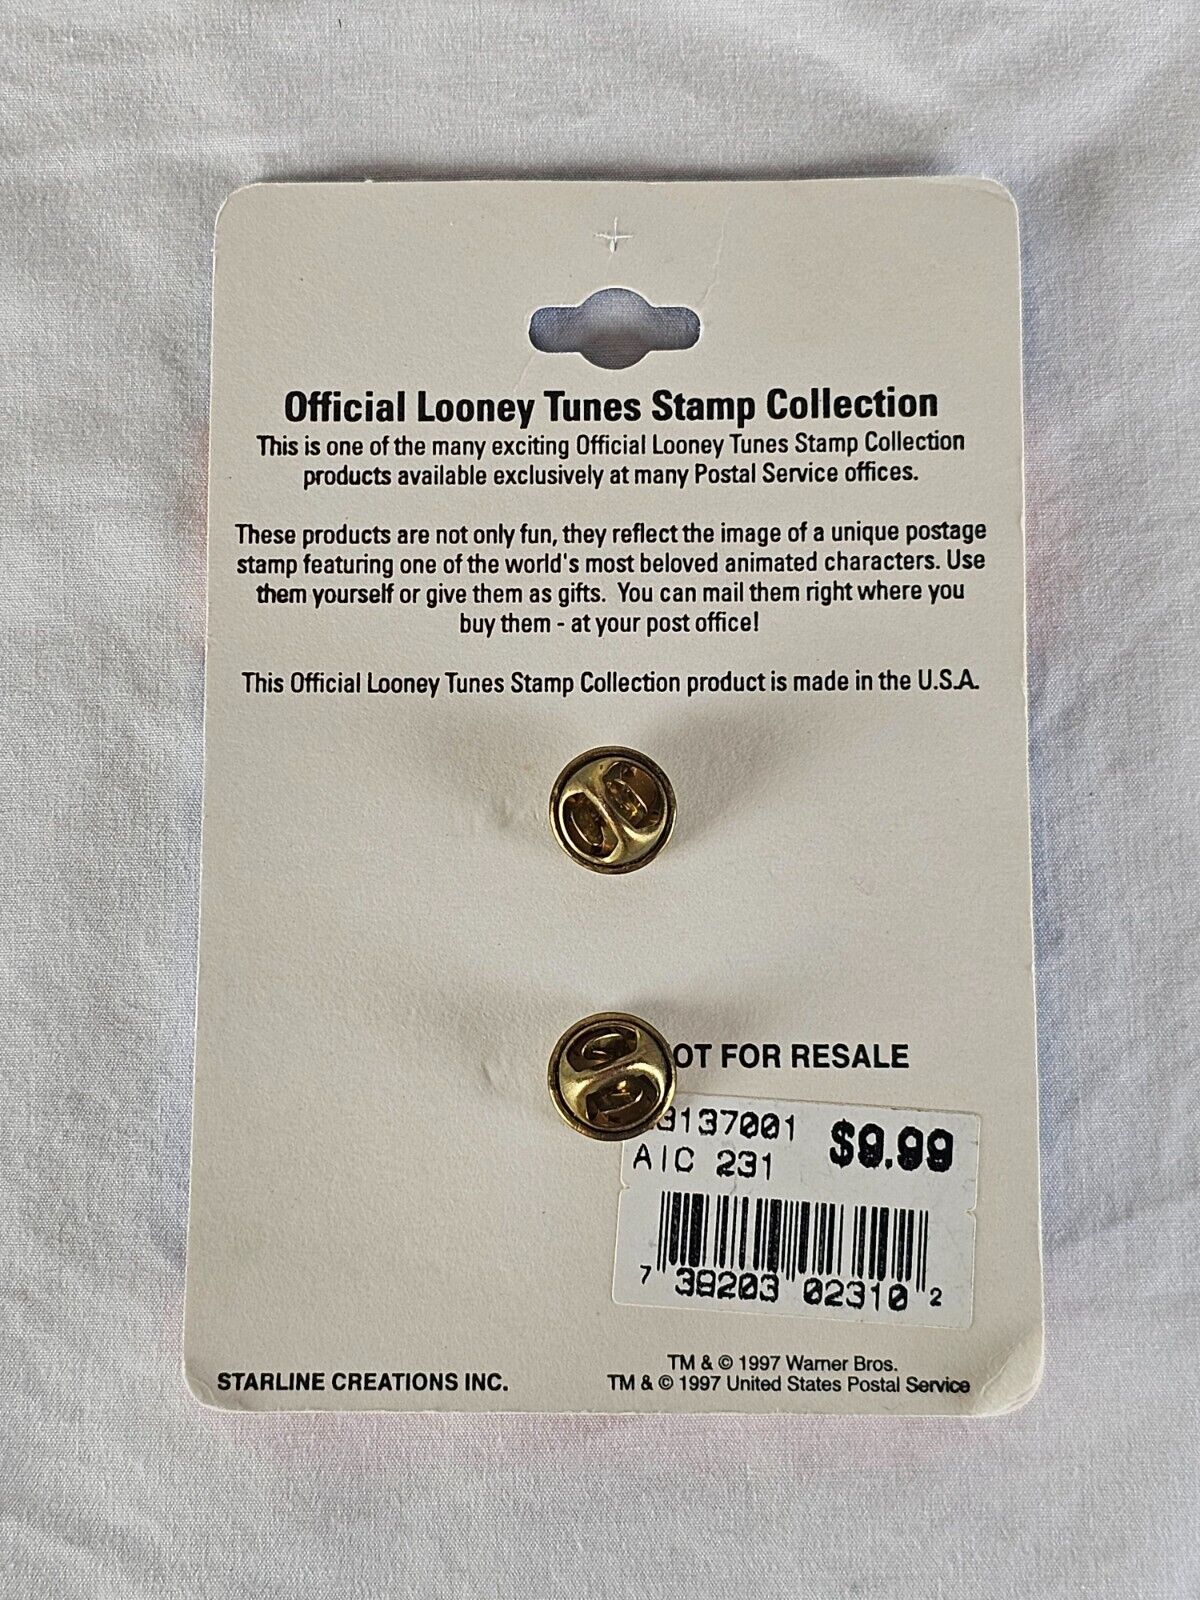 Official Looney Tunes Stamp Collection
This is one of the many exciting Official Looney Tunes Stamp Collection
products available exclusively at many Postal Service offices.
These products are not only fun, they reflect the image of a unique postage
stamp featuring one of the world's most beloved animated characters. Use
them yourself or give them as gifts. You can mail them right where you
buy them - at your post office!
This Official Looney Tunes Stamp Collection product is made in the U.S.A.
OT FOR RESALE
3137001 $9.99
AIC 231
7 39203 02310 2
STARLINE CREATIONS INC.
TM & © 1997 Warner Bros.
TM & © 1997 United States Postal Service